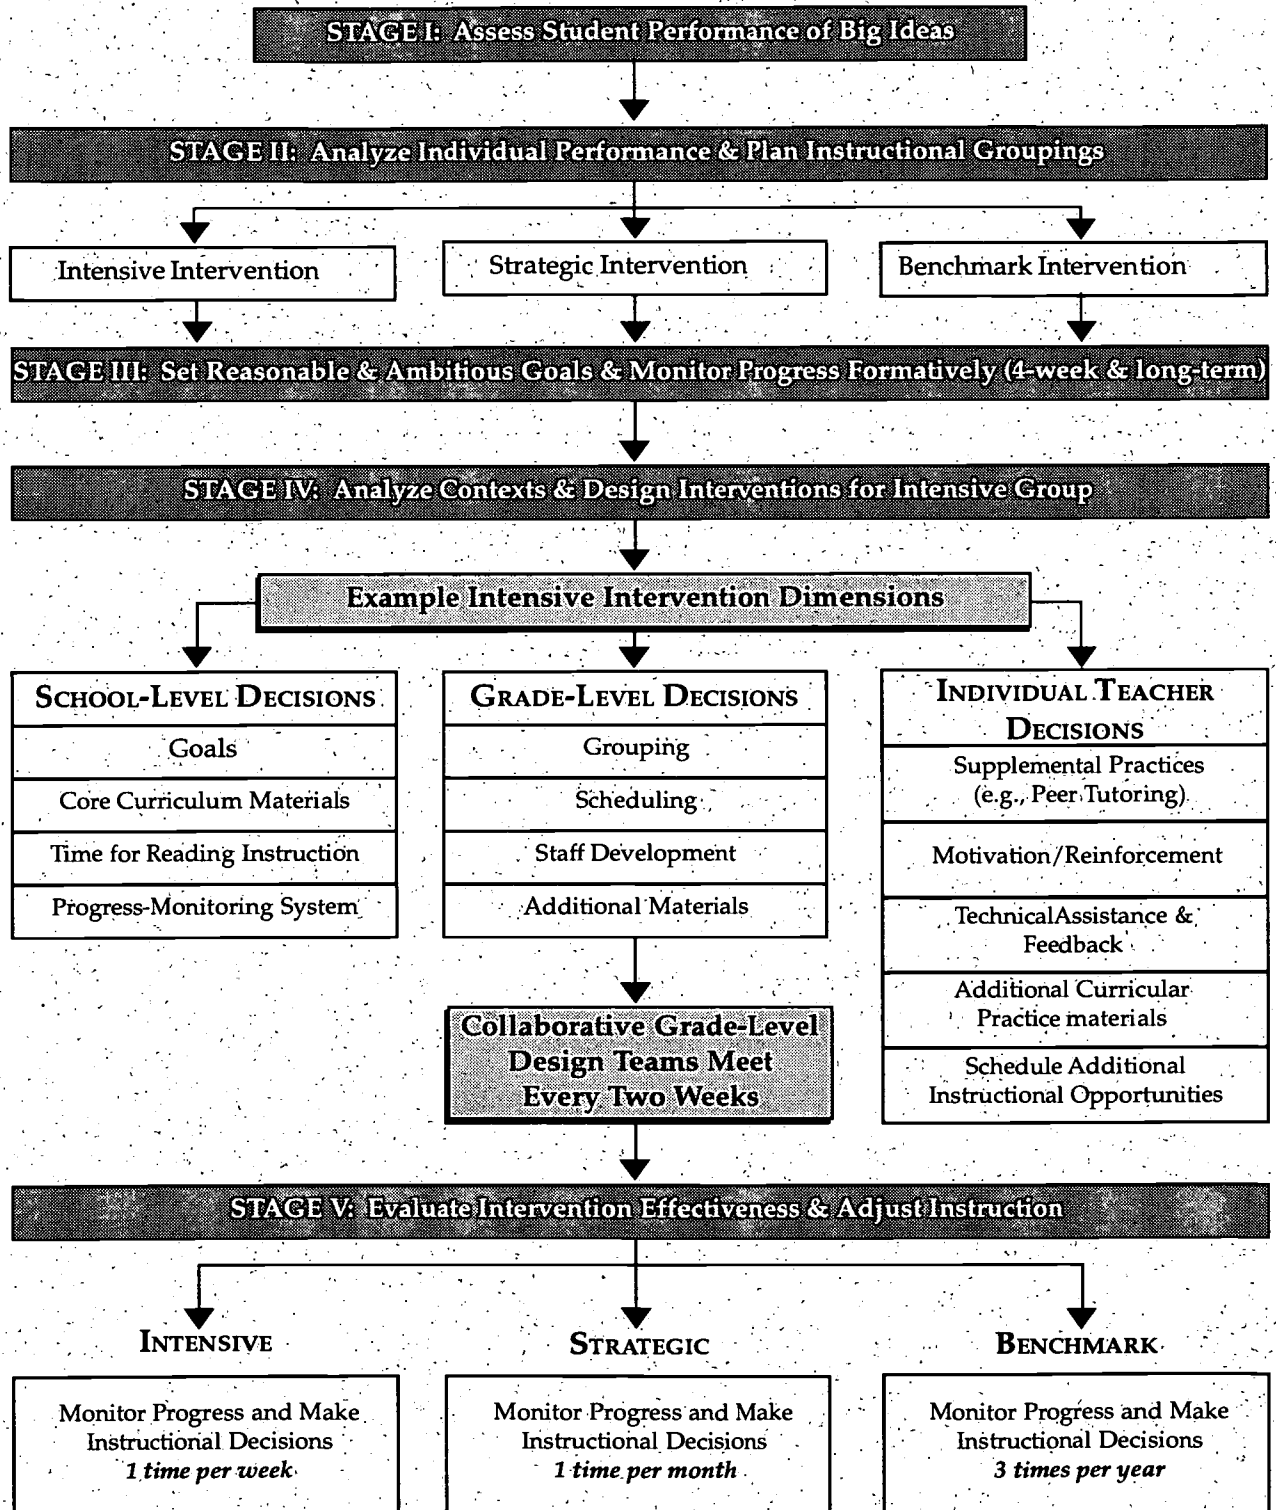 STAGE I: Assess Student Performance of Big Ideas
STAGE II: Analyze Individual Performance & Plan Instructional Groupings
Intensive Intervention
Strategic Intervention
Benchmark Intervention
STAGE III: Set Reasonable & Ambitious Goals & Monitor Progress Formatively (4-week & long-term)
STAGE IV: Analyze Contexts & Design Interventions for Intensive Group
Example Intensive Intervention Dimensions
SCHOOL-LEVEL DECISIONS
Goals
Core Curriculum Materials
Time for Reading Instruction
Progress-Monitoring System
GRADE-LEVEL DECISIONS
Grouping
Scheduling
Staff Development
Additional Materials
Collaborative Grade-Level
Design Teams Meet
Every Two Weeks
INDIVIDUAL TEACHER
DECISIONS
Supplemental Practices
(e.g., Peer Tutoring)
Motivation/Reinforcement
TechnicalAssistance &
Feedback
Additional Curricular
Practice materials
Schedule Additional
Instructional Opportunities
STAGE V: Evaluate Intervention Effectiveness & Adjust Instruction
INTENSIVE
Monitor Progress and Make
Instructional Decisions
1 time per week
STRATEGIC
Monitor Progress and Make
Instructional Decisions
1 time per month
BENCHMARK
Monitor Progress and Make
Instructional Decisions
3 times per year